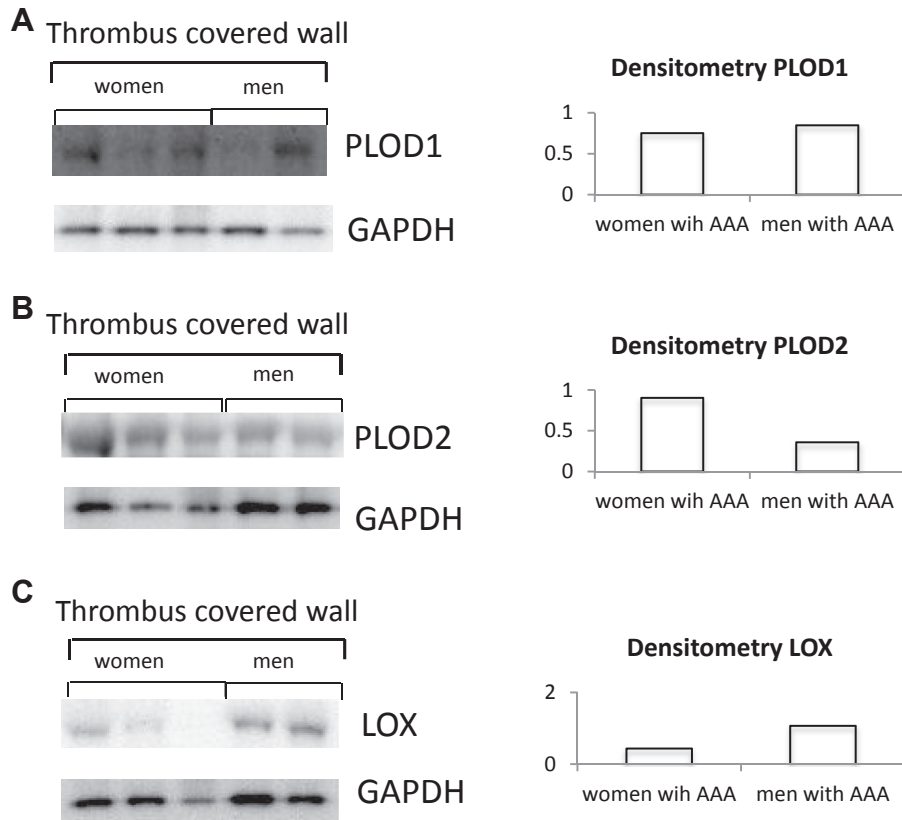 A
Thrombus covered wall
women men
PLOD1
GAPDH
Densitometry PLOD1
1
0.5
0
women wih AAA men with AAA
B
Thrombus covered wall
women men
PLOD2
GAPDH
Densitometry PLOD2
1
0.5
0
women wih AAA men with AAA
C
Thrombus covered wall
women men
LOX
GAPDH
Densitometry LOX
2
1
0
women wih AAA men with AAA